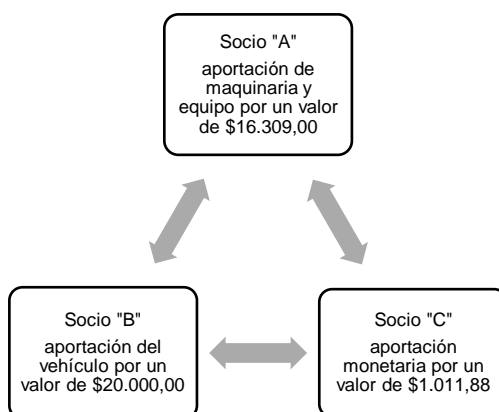 Socio "A"
aportación de
maquinaria y
equipo por un valor
de $16.309,00
Socio "B"
aportación del
vehículo por un
valor de $20.000,00
Socio "C"
aportación
monetaria por un
valor de $1.011,88